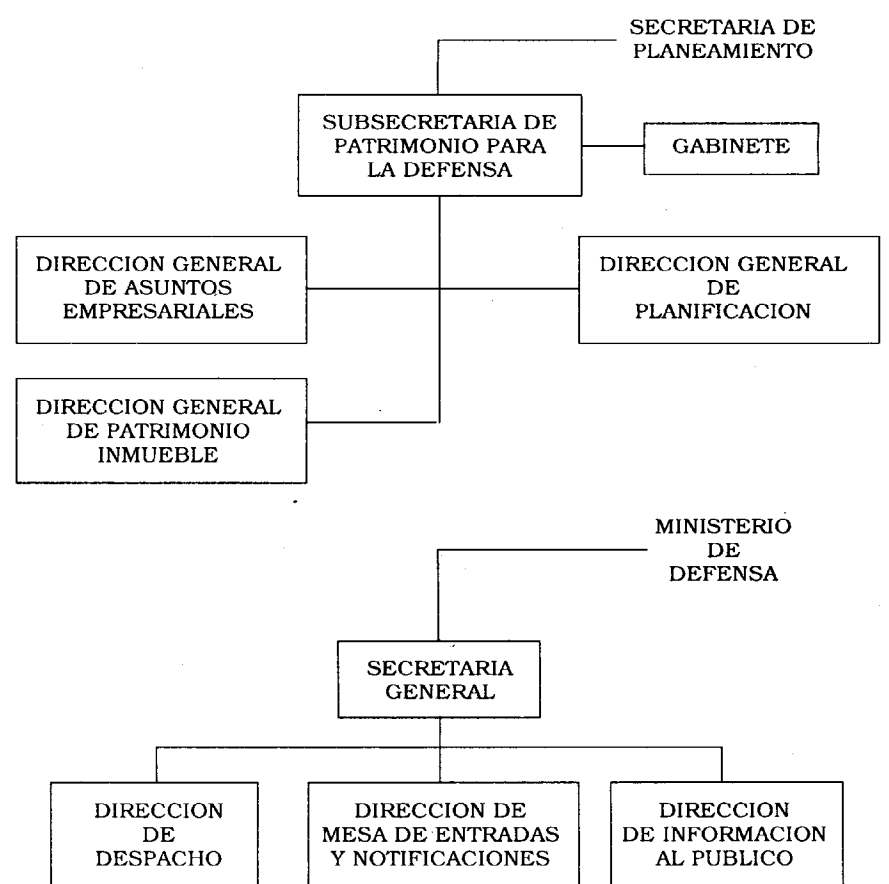 SECRETARIA DE
PLANEAMIENTO
SUBSECRETARIA DE
PATRIMONIO PARA
LA DEFENSA
GABINETE
DIRECCION GENERAL
DE ASUNTOS
EMPRESARIALES
DIRECCION GENERAL
DE
PLANIFICACION
DIRECCION GENERAL
DE PATRIMONIO
INMUEBLE
MINISTERIO
DE
DEFENSA
SECRETARIA
GENERAL
DIRECCION
DE
DESPACHO
DIRECCION DE
MESA DE ENTRADAS
Y NOTIFICACIONES
DIRECCION
DE INFORMACION
AL PUBLICO